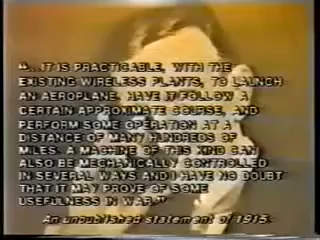 "...IT IS PRACTICABLE, WITH THE
EXISTING WIRELESS PLANTS, TO LAUNCH
AN AEROPLANE, HAVE IT FOLLOW A
CERTAIN APPROXIMATE COURSE, AND
PERFORM SOME OPERATION AT A
DISTANCE OF MANY HUNDREDS OF
MILES. A MACHINE OF THIS KIND CAN
ALSO BE MECHANICALLY CONTROLLED
IN SEVERAL WAYS AND I HAVE NO DOUBT
THAT IT MAY PROVE OF SOME
USEFULNESS IN WAR."
An unpublished statement of 1915.